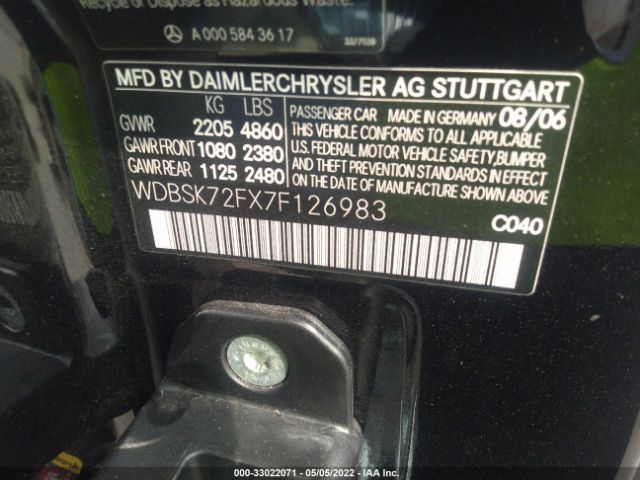 Recycle or Dispose as Hazardous Waste.
A 000 584 36 17
3377038
MFD BY DAIMLERCHRYSLER AG STUTTGART
KG LBS
GVWR 2205 4860
GAWR FRONT 1080 2380
GAWR REAR 1125 2480
PASSENGER CAR MADE IN GERMANY 08/06
THIS VEHICLE CONFORMS TO ALL APPLICABLE
U.S. FEDERAL MOTOR VEHICLE SAFETY, BUMPER
AND THEFT PREVENTION STANDARDS IN
EFFECT ON THE DATE OF MANUFACTURE
SHOWN ABOVE.
WDBSK72FX7F126983
C040
000-33022071 - 05/05/2022 - IAA Inc.